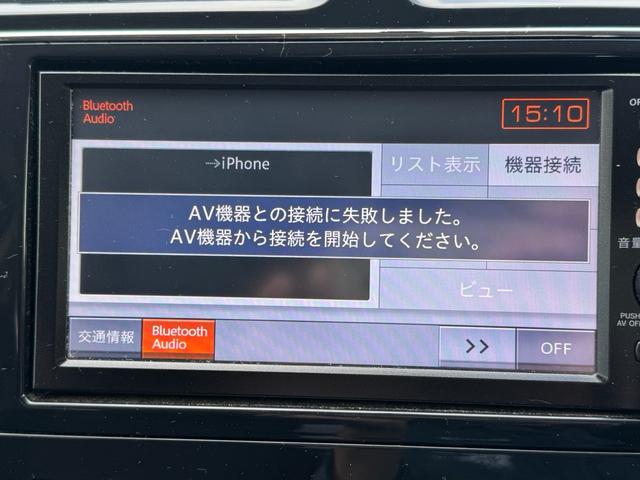 Bluetooth
Audio
15:10
⇢iPhone
リスト表示
機器接続
AV機器との接続に失敗しました。
AV機器から接続を開始してください。
ビュー
交通情報
Bluetooth
Audio
>>
OFF
音量
PUSH
AV OFF